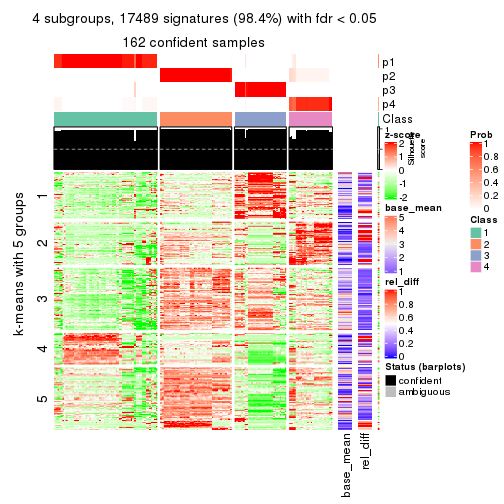 4 subgroups, 17489 signatures (98.4%) with fdr < 0.05
162 confident samples
p1
p2
p3
p4
Class
1
Silhouette
score
k-means with 5 groups
1
2
3
4
5
base_mean
rel_diff
z-score
2
1
0
-1
-2
base_mean
5
4
3
2
1
rel_diff
1
0.8
0.6
0.4
0.2
0
Status (barplots)
confident
ambiguous
Prob
1
0.8
0.6
0.4
0.2
0
Class
1
2
3
4